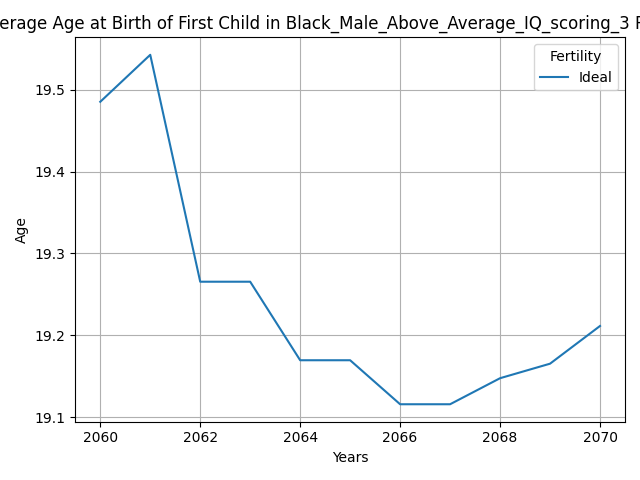 Age at Birth of First Child in Black_Male_Above_Average_IQ_scoring_3
Fertility
Ideal
19.5
19.4
19.3
19.2
19.1
Age
2060 2062 2064 2066 2068 2070
Years